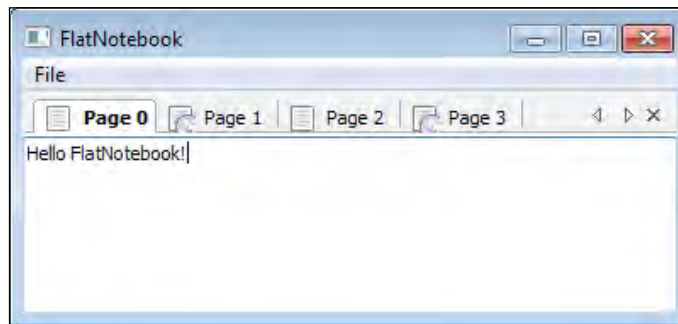 FlatNotebook
File
Page 0 Page 1 Page 2 Page 3
Hello FlatNotebook!